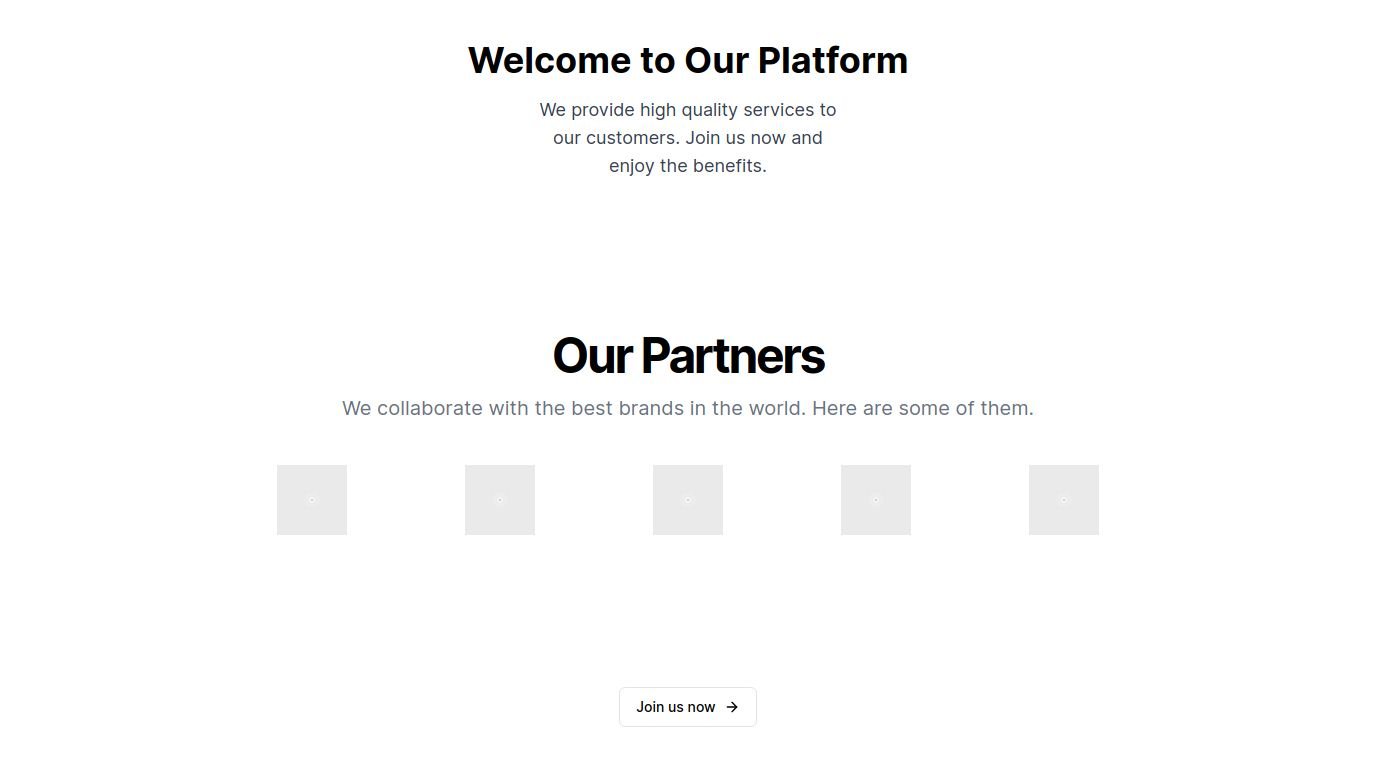 Welcome to Our Platform
We provide high quality services to
our customers. Join us now and
enjoy the benefits.
Our Partners
We collaborate with the best brands in the world. Here are some of them.
Join us now